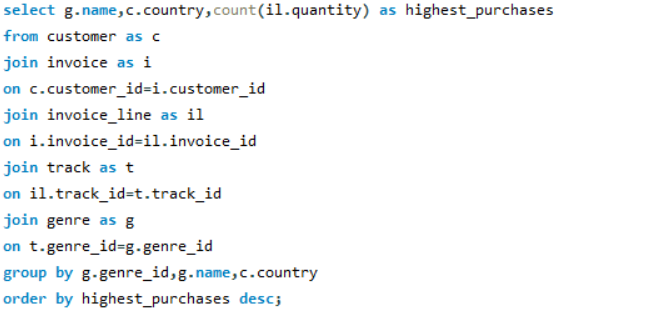 select g.name,c.country,count(il.quantity) as highest_purchases
from customer as c
join invoice as i
on c.customer_id=i.customer_id
join invoice_line as il
on i.invoice_id=il.invoice_id
join track as t
on il.track_id=t.track_id
join genre as g
on t.genre_id=g.genre_id
group by g.genre_id,g.name,c.country
order by highest_purchases desc;